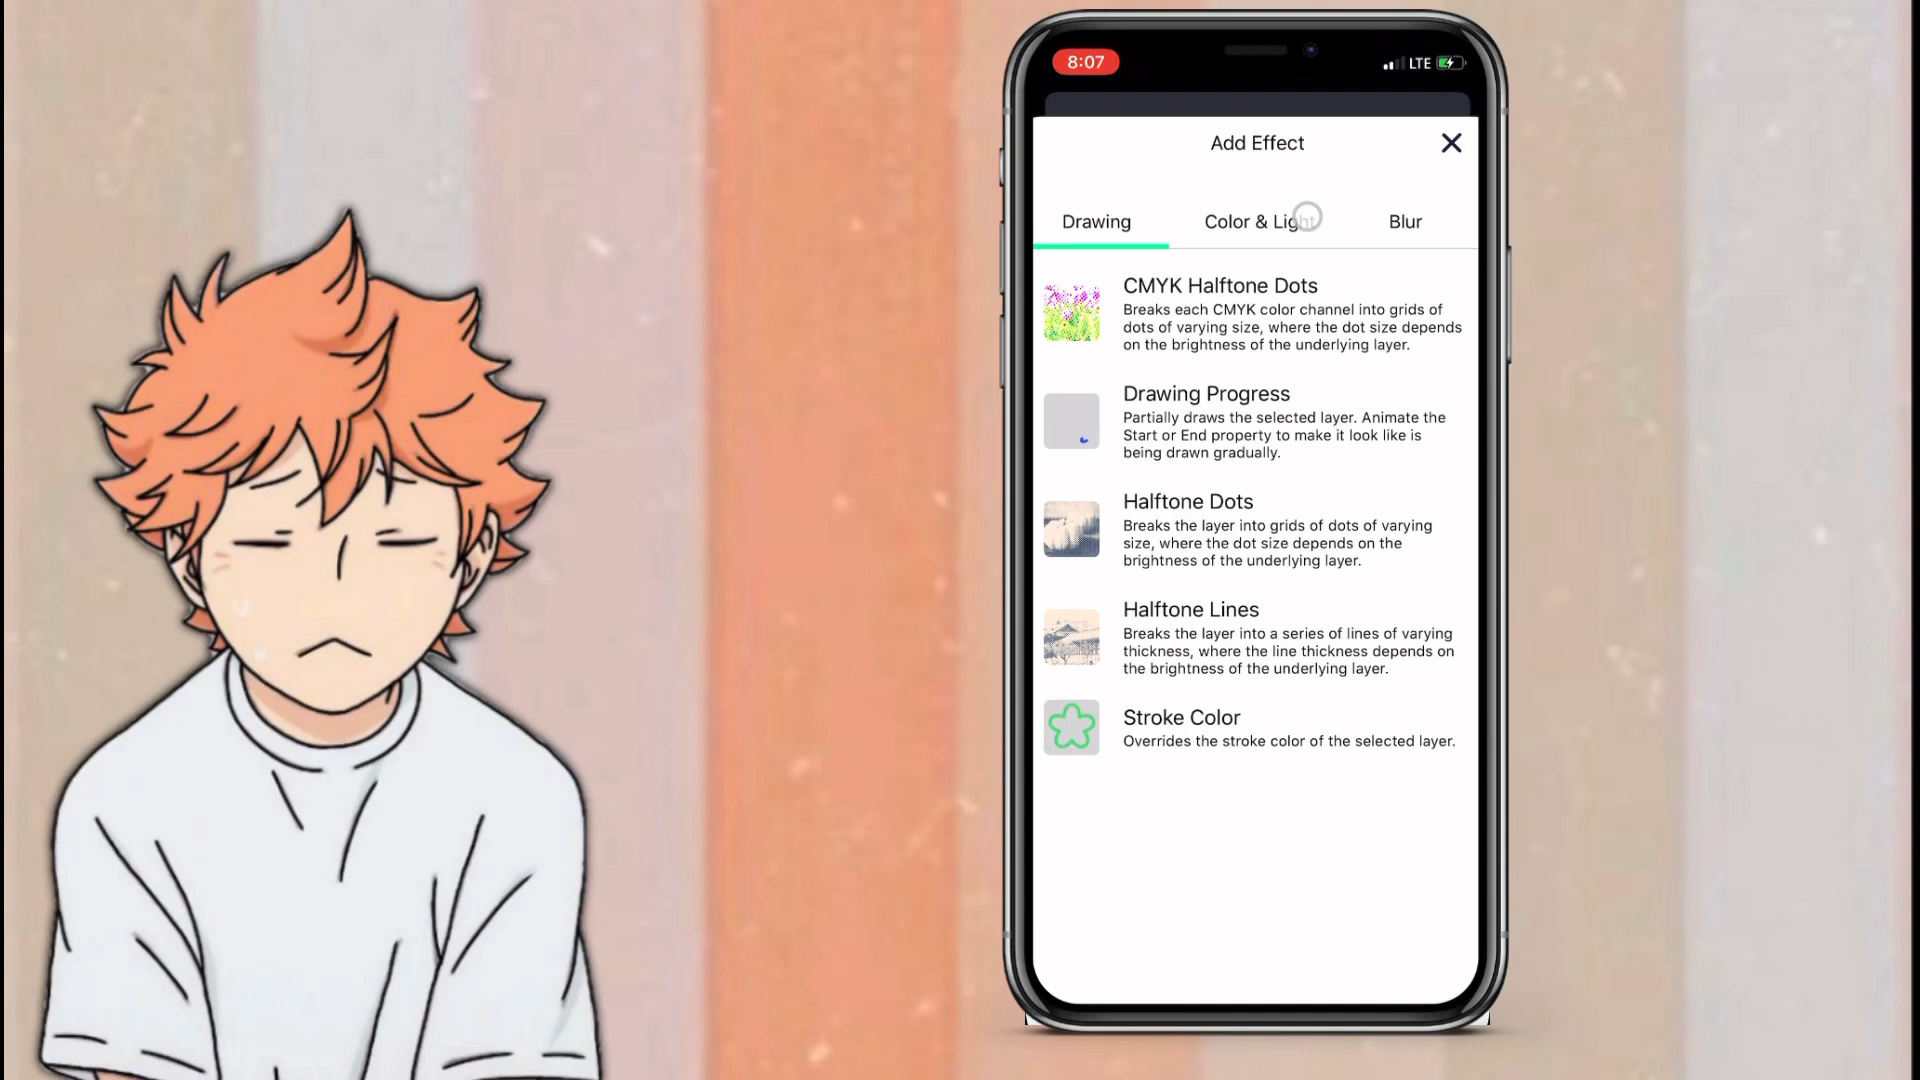 8:07
LTE
Add Effect
Drawing
Color & Light
Blur
CMYK Halftone Dots
Breaks each CMYK color channel into grids of
dots of varying size, where the dot size depends
on the brightness of the underlying layer.
Drawing Progress
Partially draws the selected layer. Animate the
Start or End property to make it look like is
being drawn gradually.
Halftone Dots
Breaks the layer into grids of dots of varying
size, where the dot size depends on the
brightness of the underlying layer.
Halftone Lines
Breaks the layer into a series of lines of varying
thickness, where the line thickness depends on
the brightness of the underlying layer.
Stroke Color
Overrides the stroke color of the selected layer.